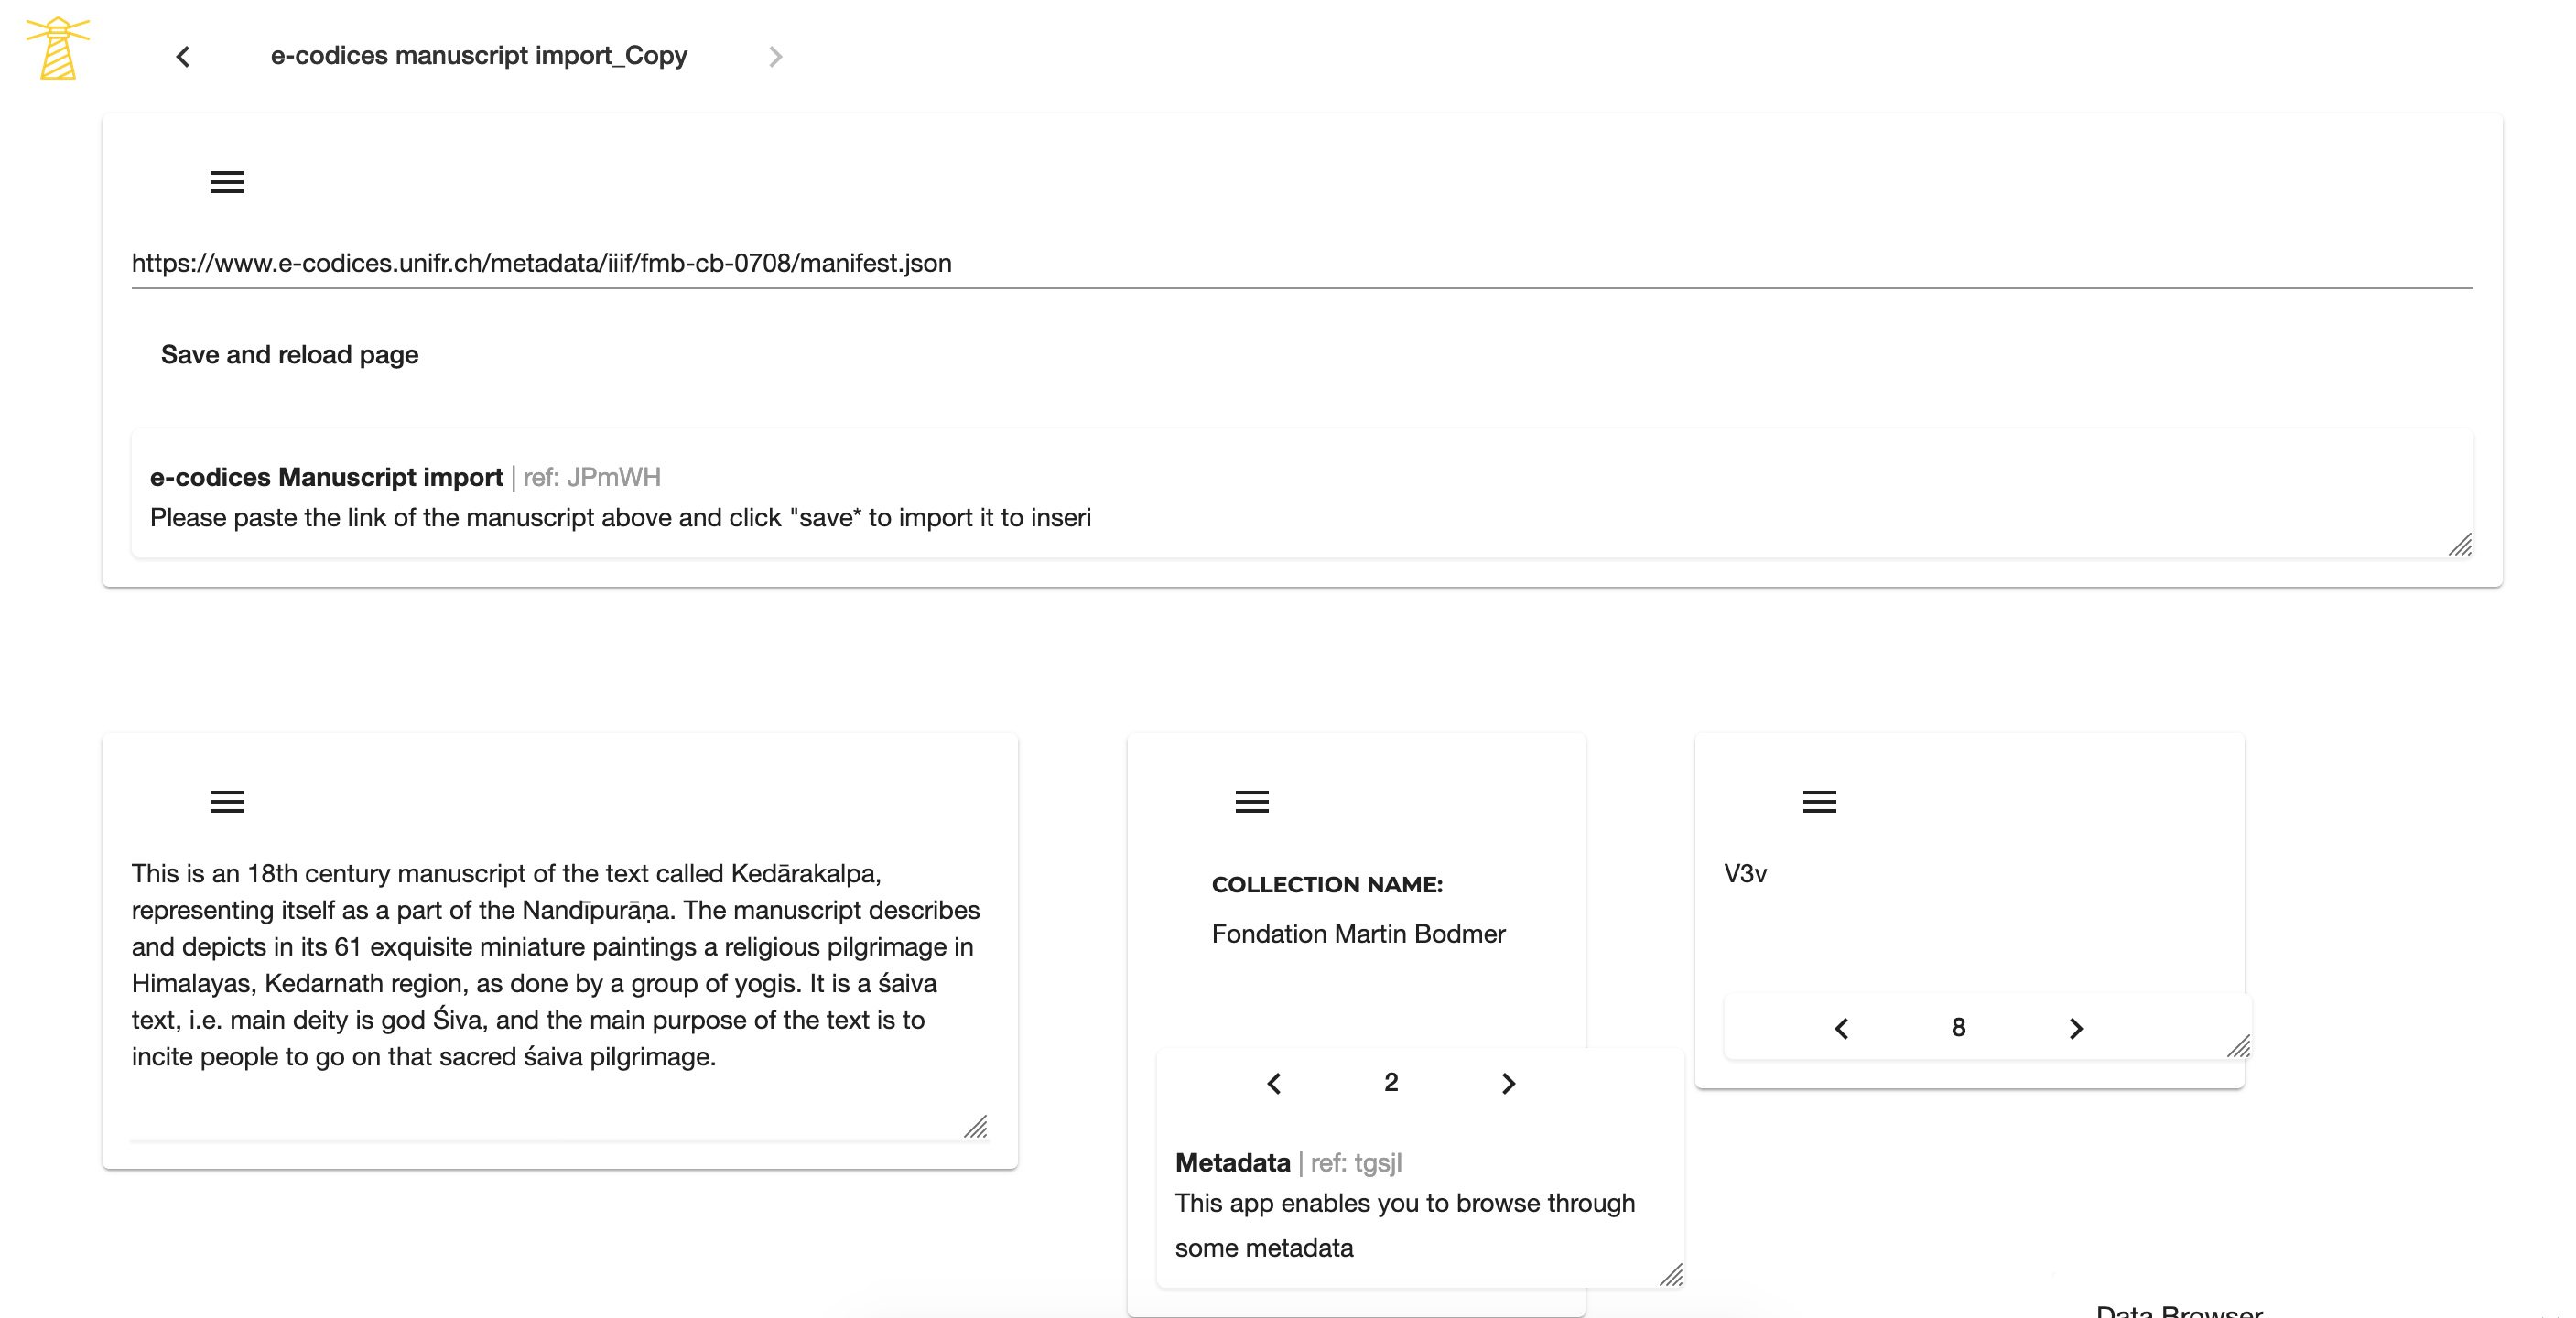 e-codices manuscript import_Copy
https://www.e-codices.unifr.ch/metadata/iiif/fmb-cb-0708/manifest.json
Save and reload page
e-codices Manuscript import | ref: JPmWH
Please paste the link of the manuscript above and click "save* to import it to inseri
This is an 18th century manuscript of the text called Kedārakalpa,
representing itself as a part of the Nandīpurāṇa. The manuscript describes
and depicts in its 61 exquisite miniature paintings a religious pilgrimage in
Himalayas, Kedarnath region, as done by a group of yogis. It is a śaiva
text, i.e. main deity is god Śiva, and the main purpose of the text is to
incite people to go on that sacred śaiva pilgrimage.
COLLECTION NAME:
Fondation Martin Bodmer
2
Metadata | ref: tgsjI
This app enables you to browse through
some metadata
V3v
8
Data Browser